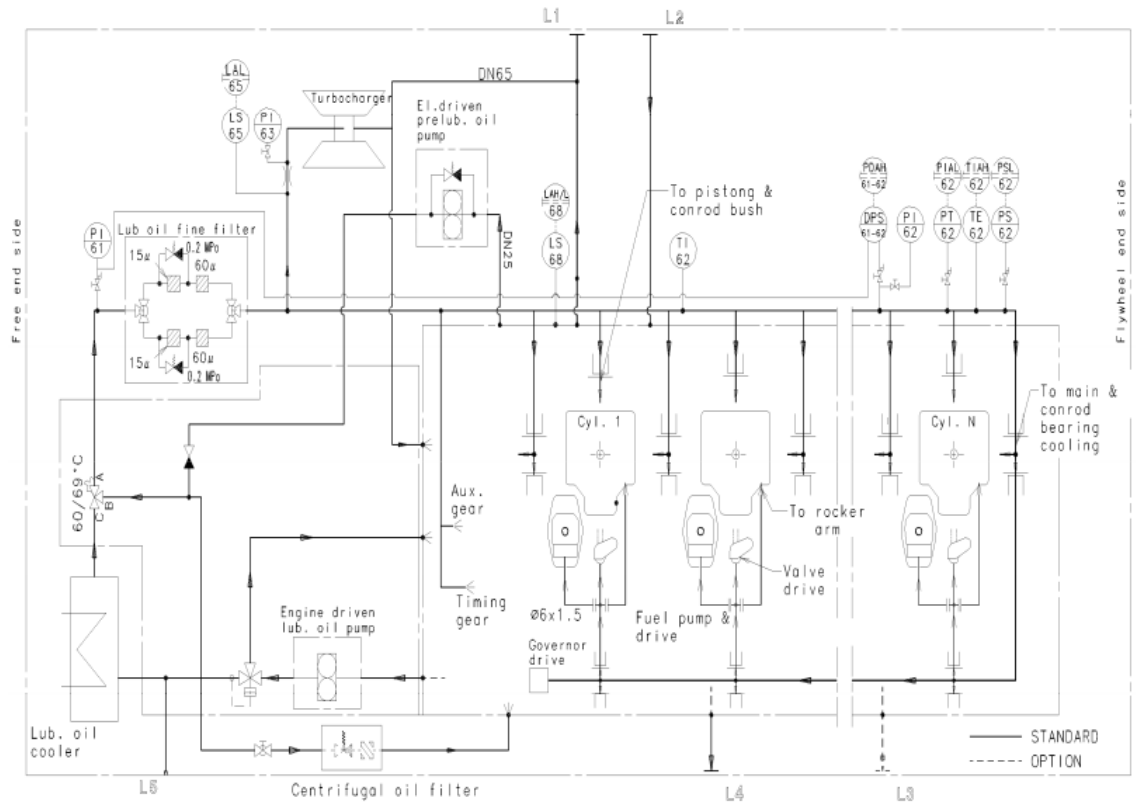 L1
L2
DN65
LAL
65
LS
65
PI
63
Turbocharger
El.driven
prelub. oil
pump
DN25
LAH/L
68
LS
68
To pistong &
conrod bush
TI
62
PDAH
61-62
DPS
61-62
PI
62
PIAL
62
PT
62
TIAH
62
TE
62
PSL
62
PS
62
PI
61
Lub oil fine filter
0.2 MPa
15µ
60µ
15µ
60µ
0.2 MPa
Free end side
Flywheel end side
Cyl. 1
Cyl. N
To main &
conrod
bearing
cooling
60/69°C
A
B
C
Aux.
gear
Timing
gear
To rocker
arm
Valve
drive
Ø6x1.5
Fuel pump &
drive
Governor
drive
Engine driven
lub. oil pump
Lub. oil
cooler
L5
Centrifugal oil filter
L4
L3
STANDARD
OPTION